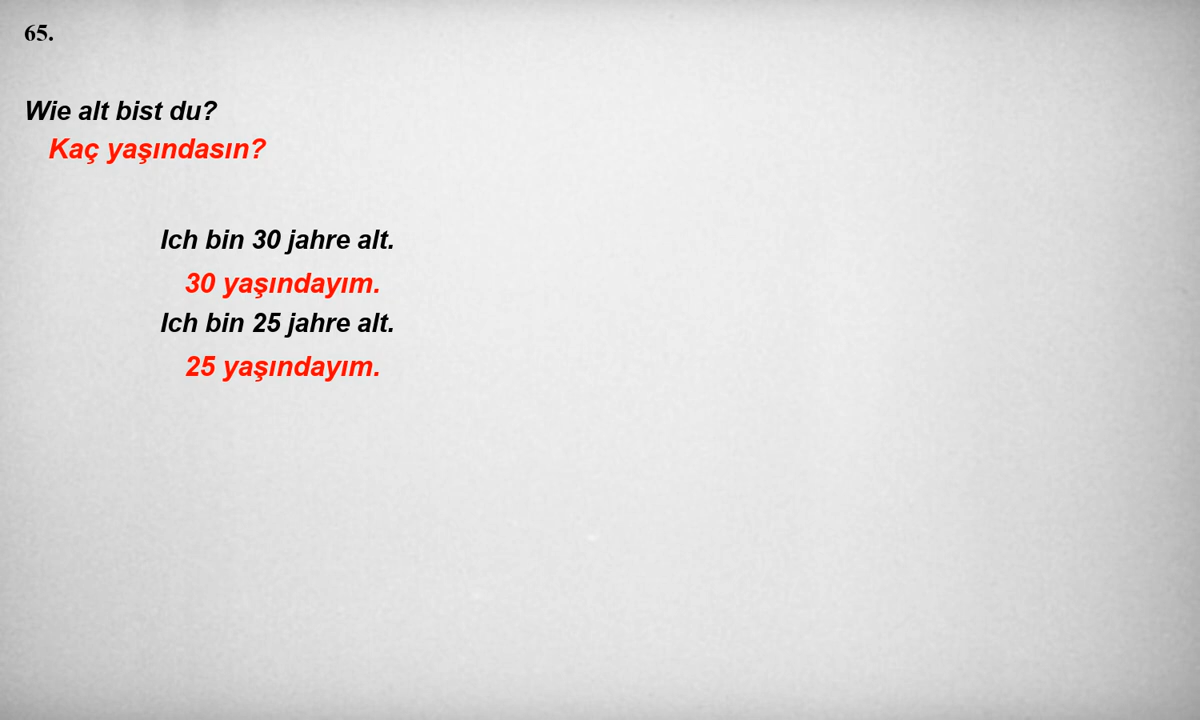 65.
Wie alt bist du?
Kaç yaşındasın?
Ich bin 30 jahre alt.
30 yaşındayım.
Ich bin 25 jahre alt.
25 yaşındayım.